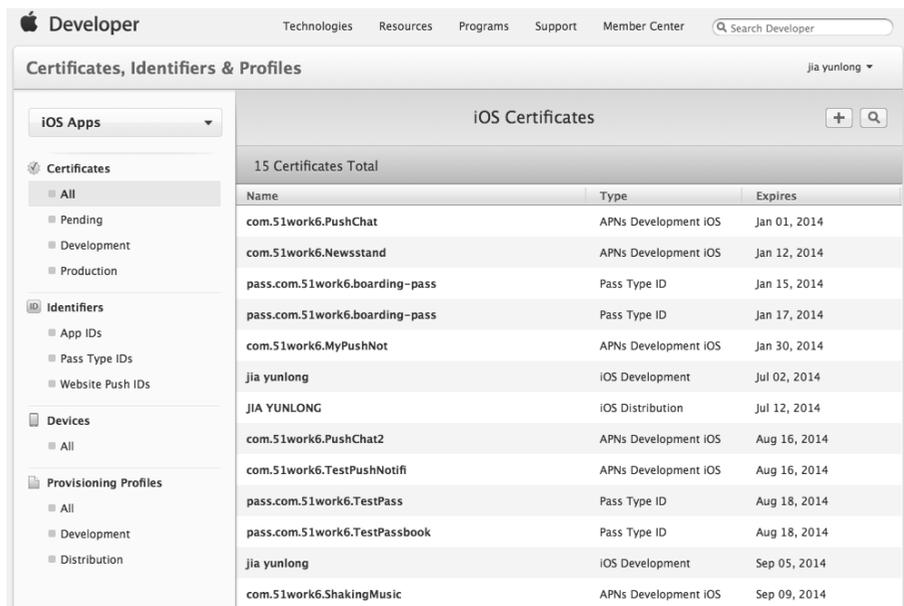 Developer
Technologies Resources Programs Support Member Center Search Developer
Certificates, Identifiers & Profiles
jia yunlong
iOS Apps
Certificates
All
Pending
Development
Production
ID Identifiers
App IDs
Pass Type IDs
Website Push IDs
Devices
All
Provisioning Profiles
All
Development
Distribution
iOS Certificates
15 Certificates Total
Name Type Expires
com.51work6.PushChat APNs Development iOS Jan 01, 2014
com.51work6.Newsstand APNs Development iOS Jan 12, 2014
pass.com.51work6.boarding-pass Pass Type ID Jan 15, 2014
pass.com.51work6.boarding-pass Pass Type ID Jan 17, 2014
com.51work6.MyPushNot APNs Development iOS Jan 30, 2014
jia yunlong iOS Development Jul 02, 2014
JIA YUNLONG iOS Distribution Jul 12, 2014
com.51work6.PushChat2 APNs Development iOS Aug 16, 2014
com.51work6.TestPushNotifi APNs Development iOS Aug 16, 2014
pass.com.51work6.TestPass Pass Type ID Aug 18, 2014
pass.com.51work6.TestPassbook Pass Type ID Aug 18, 2014
jia yunlong iOS Development Sep 05, 2014
com.51work6.ShakingMusic APNs Development iOS Sep 09, 2014